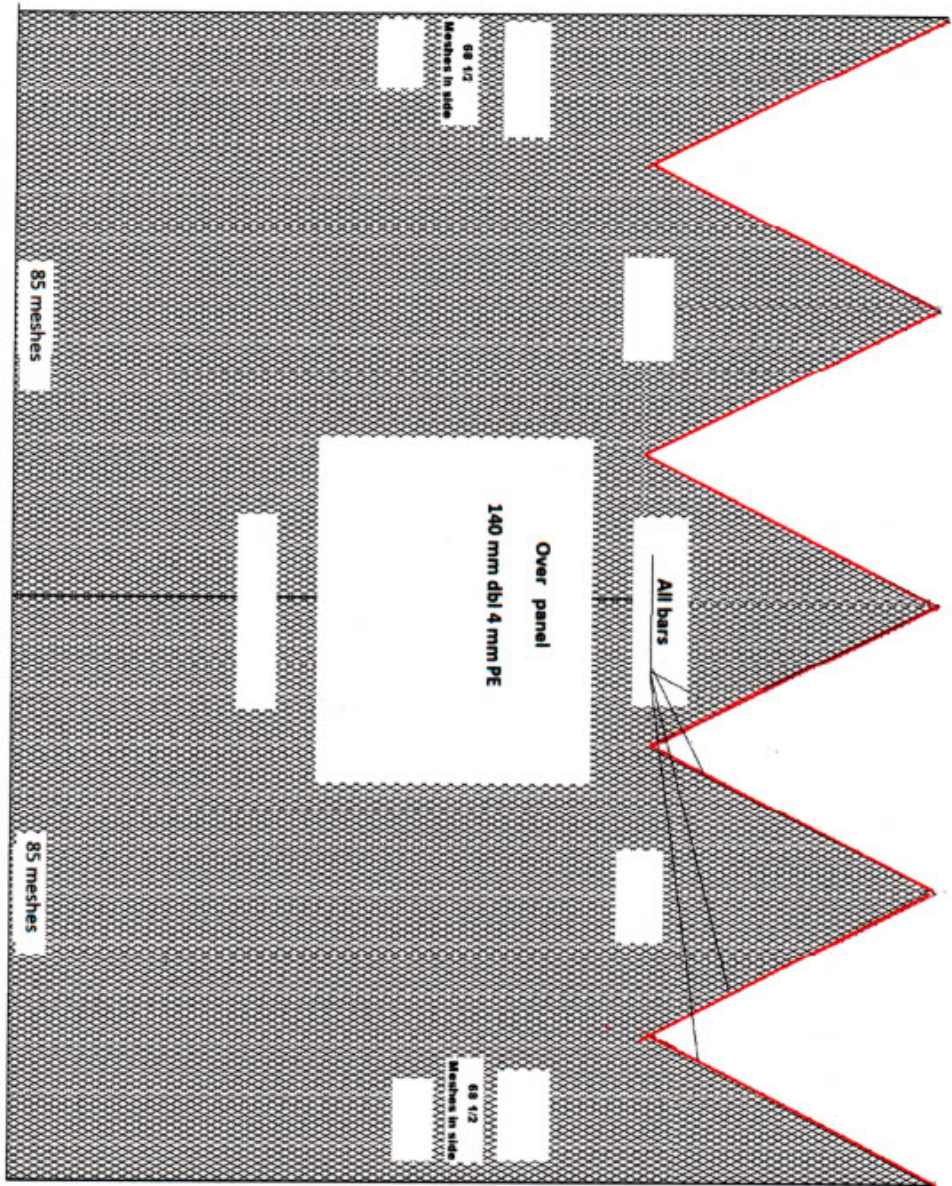 68 1/2
Meshes in side
85 meshes
Over panel
140 mm dbl 4 mm PE
All bars
85 meshes
68 1/2
Meshes in side